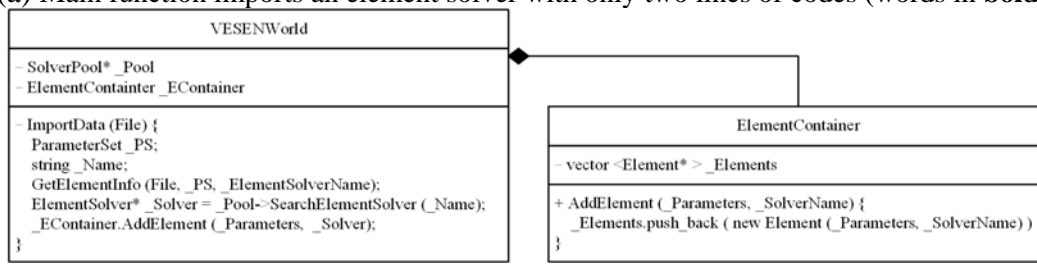 (a) Main function imports an element solver with only two lines of codes (words in bold
VESENWorld
- SolverPool* _Pool
- ElementContainter _EContainer
- ImportData (File) {
ParameterSet _PS;
string _Name;
GetElementInfo (File, _PS, _ElementSolverName);
ElementSolver* _Solver = _Pool->SearchElementSolver (_Name);
_EContainer.AddElement (_Parameters, _Solver);
}
ElementContainer
- vector <Element* > _Elements
+ AddElement (_Parameters, _SolverName) {
_Elements.push_back ( new Element (_Parameters, _SolverName) )
}